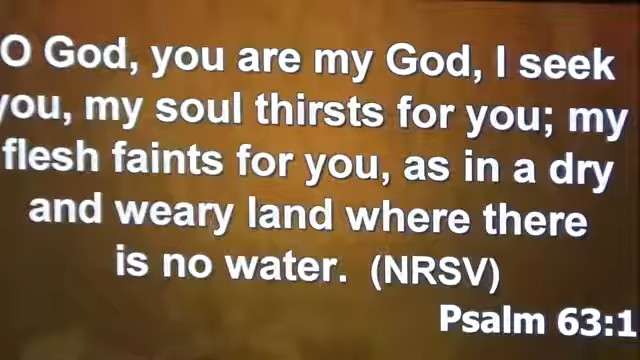 O God, you are my God, I seek
you, my soul thirsts for you; my
flesh faints for you, as in a dry
and weary land where there
is no water. (NRSV)
Psalm 63:1